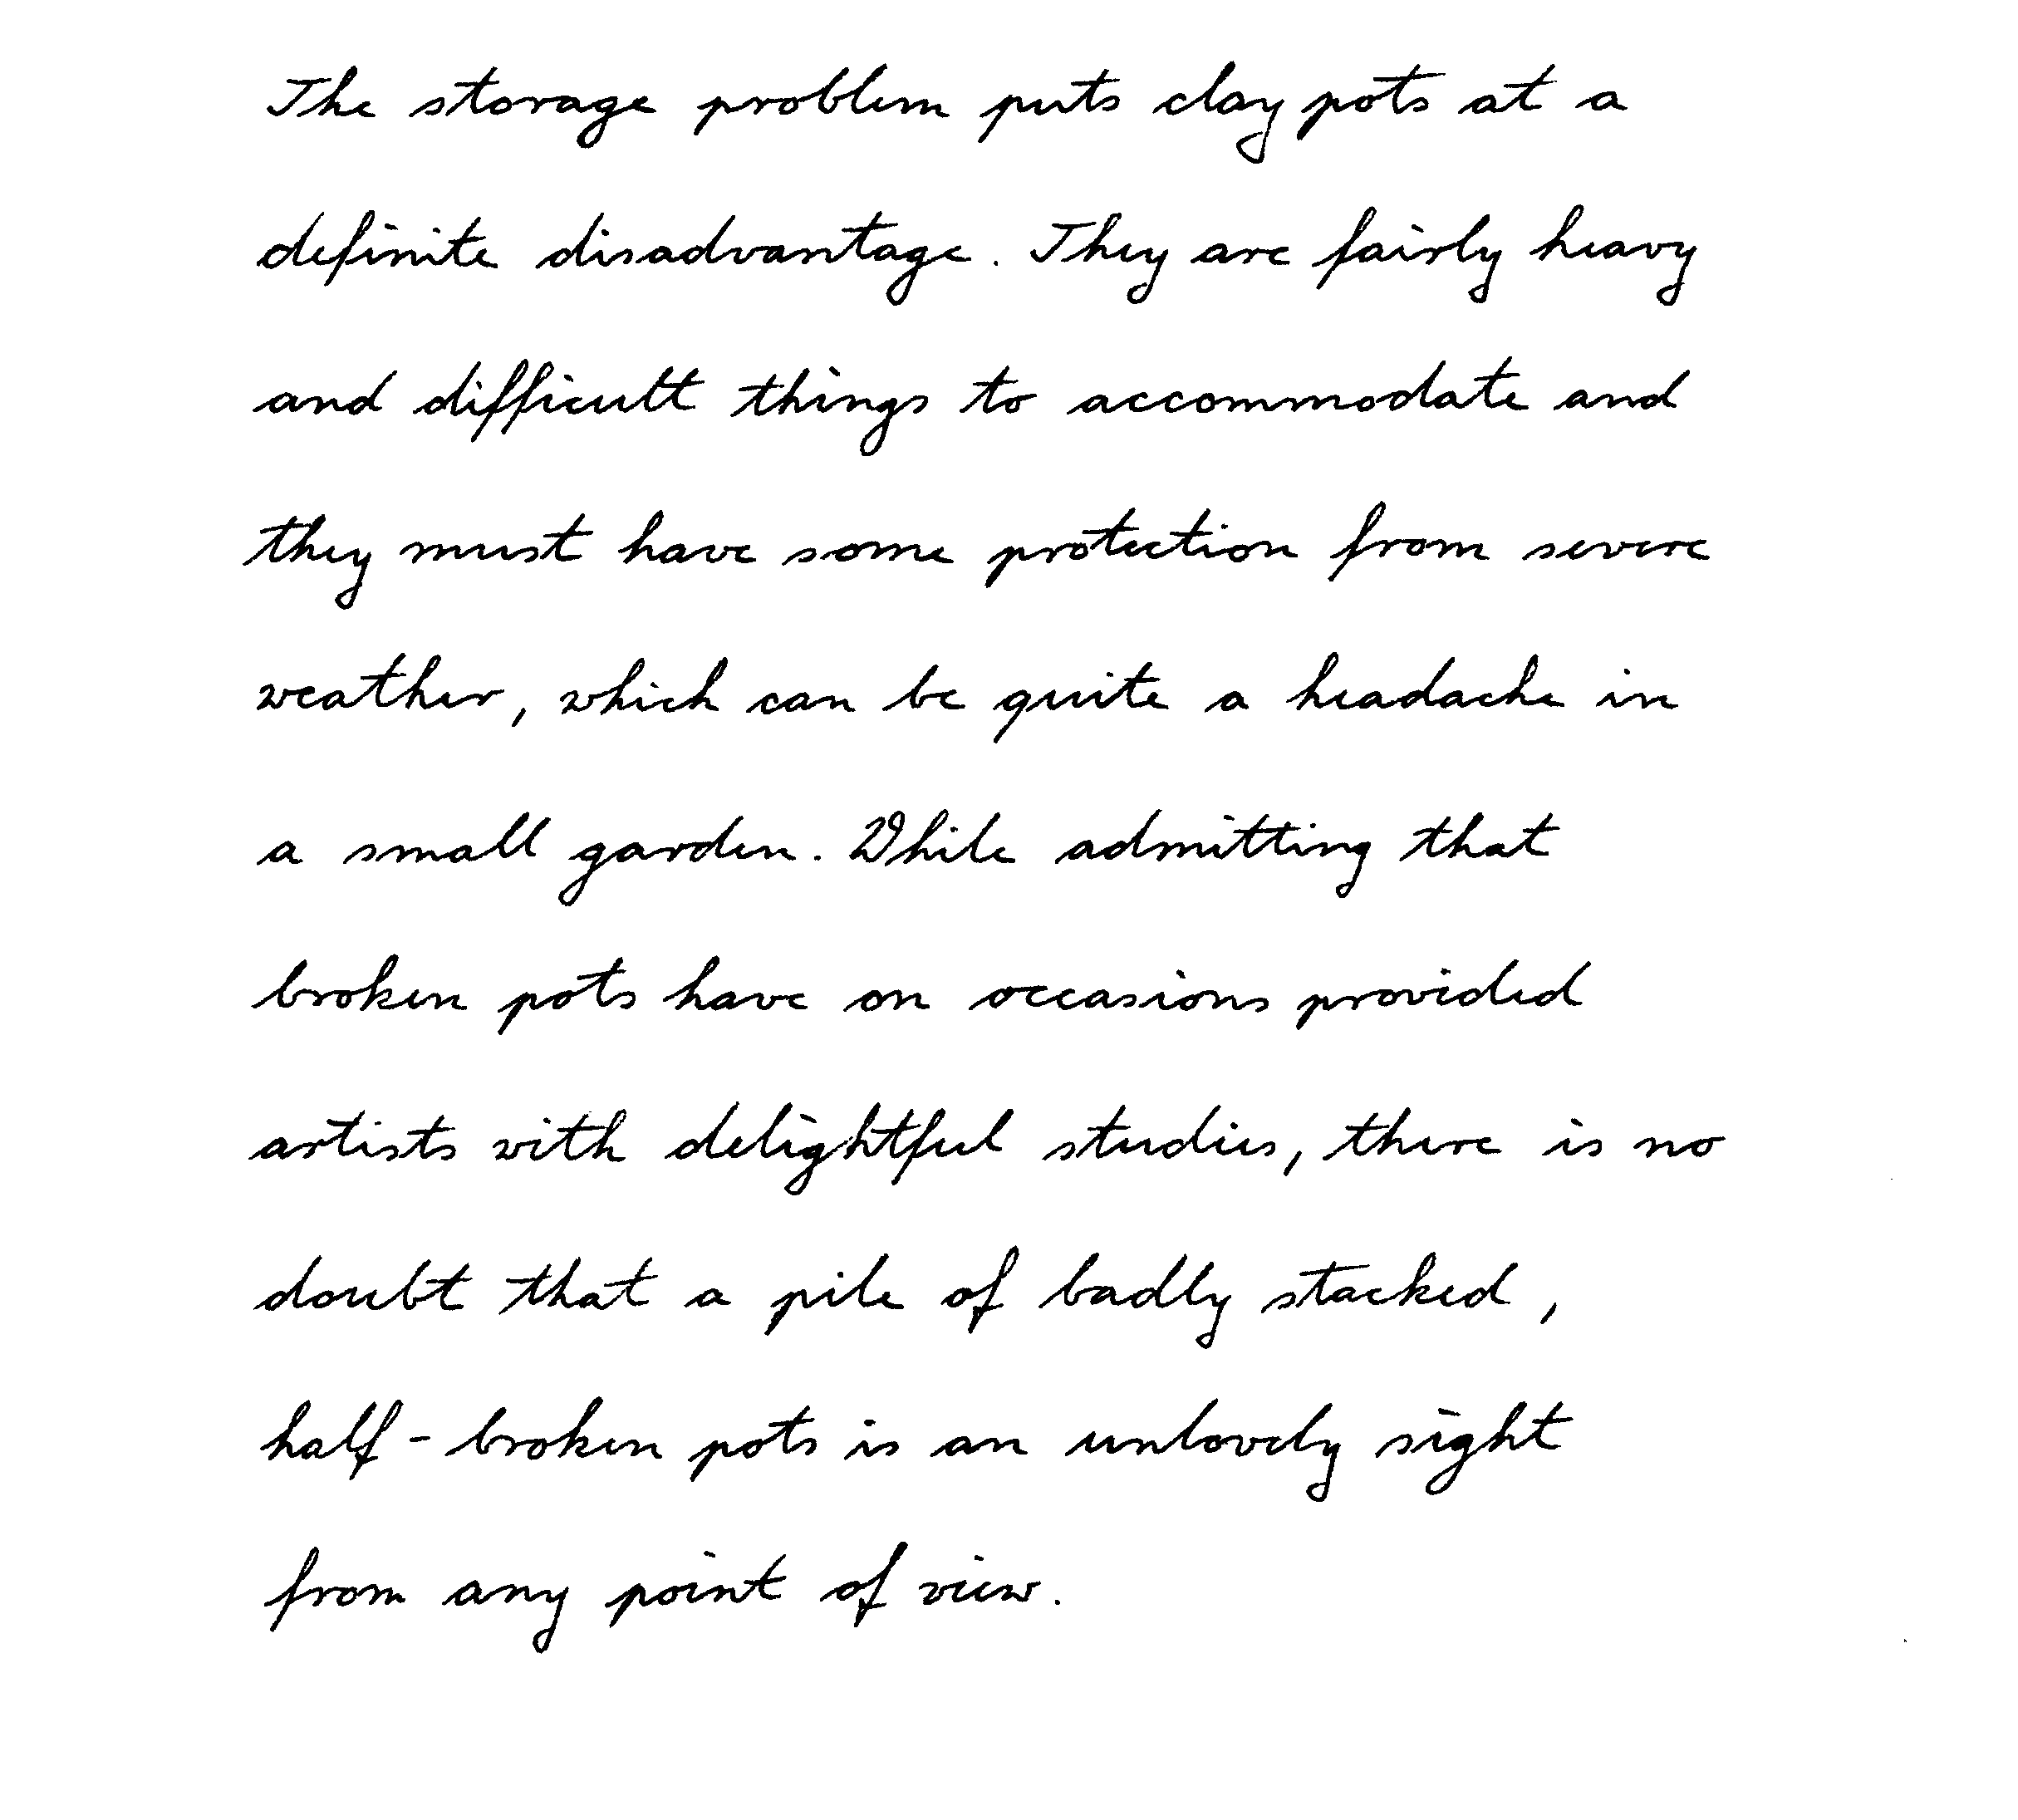 The storage problem puts clay pots at a
definite disadvantage. They are fairly heavy
and difficult things to accommodate and
they must have some protection from severe
weather, which can be quite a headache in
a small garden. While admitting that
broken pots have on occasions provided
artists with delightful studies, there is no
doubt that a pile of badly stacked,
half-broken pots is an unlovely sight
from any point of view.